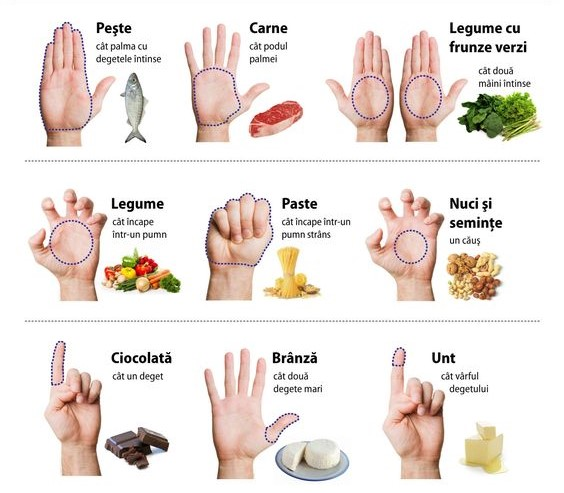 Pește
cât palma cu
degetele întinse
Carne
cât podul
palmei
Legume cu
frunze verzi
cât două
mâini întinse
Legume
cât încape
într-un pumn
Paste
cât încape într-un
pumn strâns
Nuci și
semințe
un căuș
Ciocolată
cât un deget
Brânză
cât două
degete mari
Unt
cât vârful
degetului